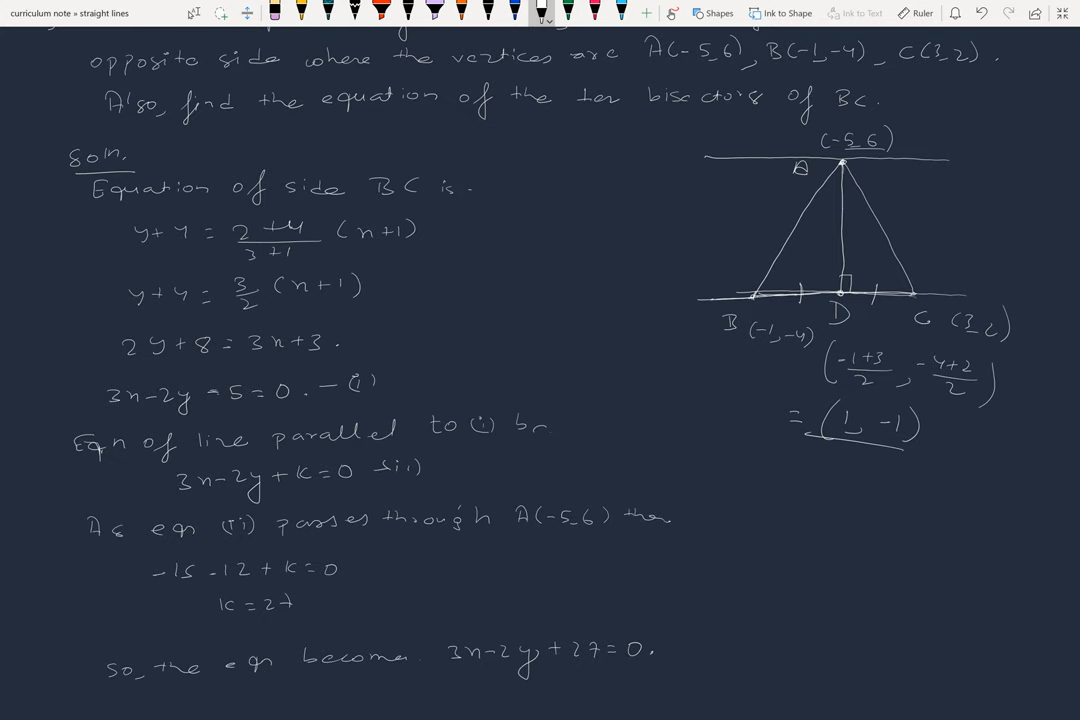 curriculum note » straight lines
Shapes
Ink to Shape
Ink to Text
Ruler
opposite side where the vertices are A(-5,6), B(-1,-4), C(3,2).
Also, find the equation of the ter bisectors of BC.
Soln.
Equation of side BC is.
y+4 = 2+4/3+1 (x+1)
y+4 = 3/2 (x+1)
2y+8 = 3x+3.
3x-2y-5=0. -(i)
Eqn of line parallel to (i) be
3x-2y+k=0 -(ii)
As eqn (ii) passes through A(-5,6) then
-15-12+k=0
k=27
So, the eqn become. 3x-2y+27=0.
(-5,6)
A
B (-1,-4) D C (3,2)
(-1+3/2, -4+2/2)
= (1, -1)